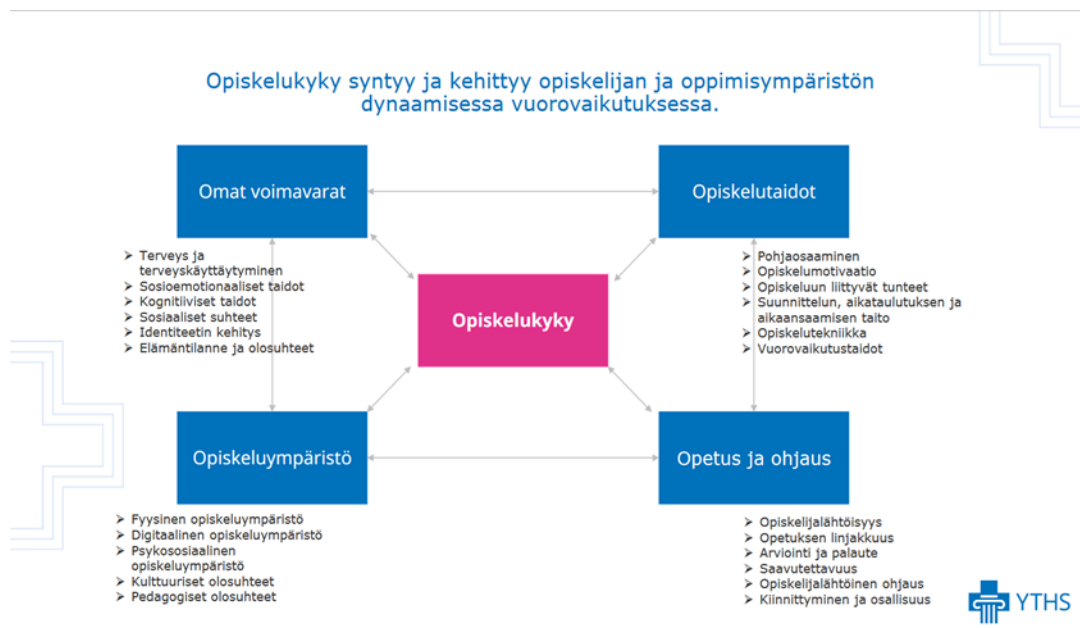 Opiskelukyky syntyy ja kehittyy opiskelijan ja oppimisympäristön
dynaamisessa vuorovaikutuksessa.
Omat voimavarat
➢ Terveys ja
terveyskäyttäytyminen
➢ Sosioemotionaaliset taidot
➢ Kognitiiviset taidot
➢ Sosiaaliset suhteet
➢ Identiteetin kehitys
➢ Elämäntilanne ja olosuhteet
Opiskelutaidot
➢ Pohjaosaaminen
➢ Opiskelumotivaatio
➢ Opiskeluun liittyvät tunteet
➢ Suunnittelun, aikataulutuksen ja
aikaansaamisen taito
➢ Opiskelutekniikka
➢ Vuorovaikutustaidot
Opiskelukyky
Opiskeluympäristö
➢ Fyysinen opiskeluympäristö
➢ Digitaalinen opiskeluympäristö
➢ Psykososiaalinen
opiskeluympäristö
➢ Kulttuuriset olosuhteet
➢ Pedagogiset olosuhteet
Opetus ja ohjaus
➢ Opiskelijalähtöisyys
➢ Opetuksen linjakkuus
➢ Arviointi ja palaute
➢ Saavutettavuus
➢ Opiskelijalähtöinen ohjaus
➢ Kiinnittyminen ja osallisuus
YTHS